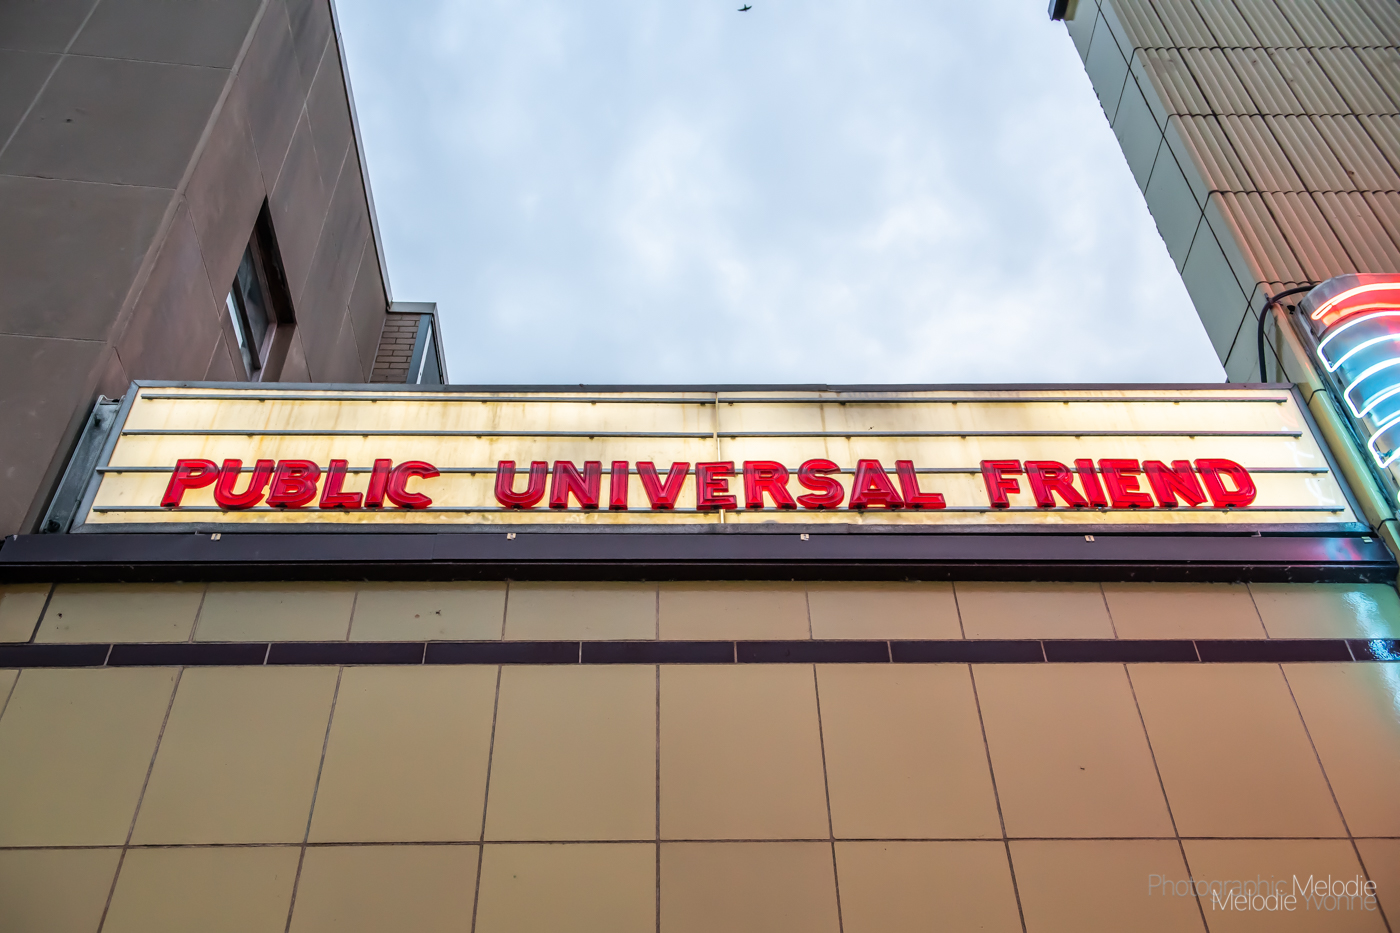 PUBLIC UNIVERSAL FRIEND
Photographic Melodie
Melodie Yvonne